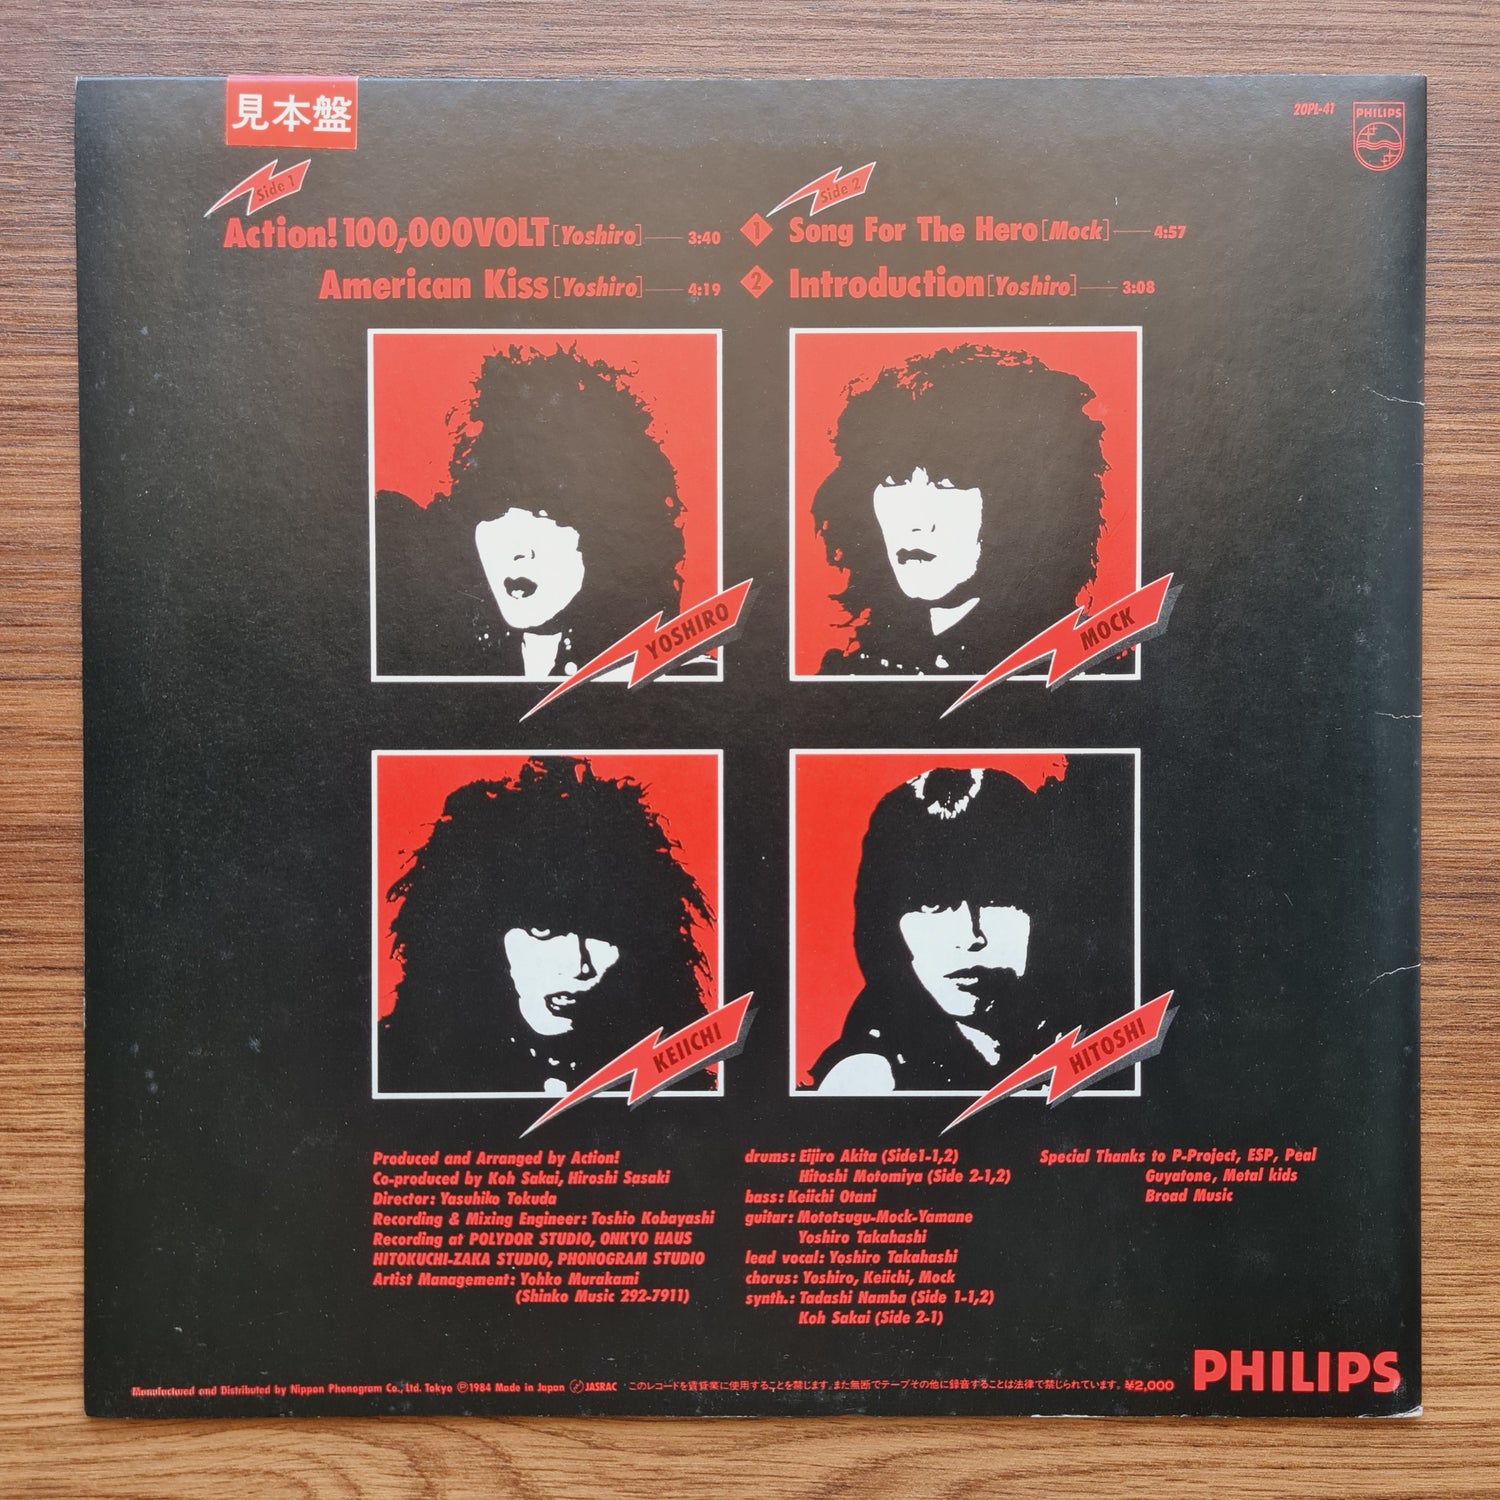 見本盤
20PL-41
PHILIPS
Side 1
Action! 100,000VOLT [Yoshiro] 3:40
American Kiss [Yoshiro] 4:19
Side 2
1 Song For The Hero [Mock] 4:57
2 Introduction [Yoshiro] 3:08
YOSHIRO
MOCK
KEIICHI
HITOSHI
Produced and Arranged by Action!
Co-produced by Koh Sakai, Hiroshi Sasaki
Director: Yasuhiko Tokuda
Recording & Mixing Engineer: Toshio Kobayashi
Recording at POLYDOR STUDIO, ONKYO HAUS
HITOKUCHI-ZAKA STUDIO, PHONOGRAM STUDIO
Artist Management: Yohko Murakami
(Shinko Music 292-7911)
drums: Eijiro Akita (Side1-1,2)
Hitoshi Motomiya (Side 2-1,2)
bass: Keiichi Otani
guitar: Mototsugu-Mock-Yamane
Yoshiro Takahashi
lead vocal: Yoshiro Takahashi
chorus: Yoshiro, Keiichi, Mock
synth.: Tadashi Namba (Side 1-1,2)
Koh Sakai (Side 2-1)
Special Thanks to P-Project, ESP, Peal
Guyatone, Metal kids
Broad Music
PHILIPS
Manufactured and Distributed by Nippon Phonogram Co., Ltd. Tokyo Ⓟ1984 Made in Japan JASRAC ・このレコードを賃貸業に使用することを禁じます。また無断でテープその他に録音することは法律で禁じられています。¥2,000